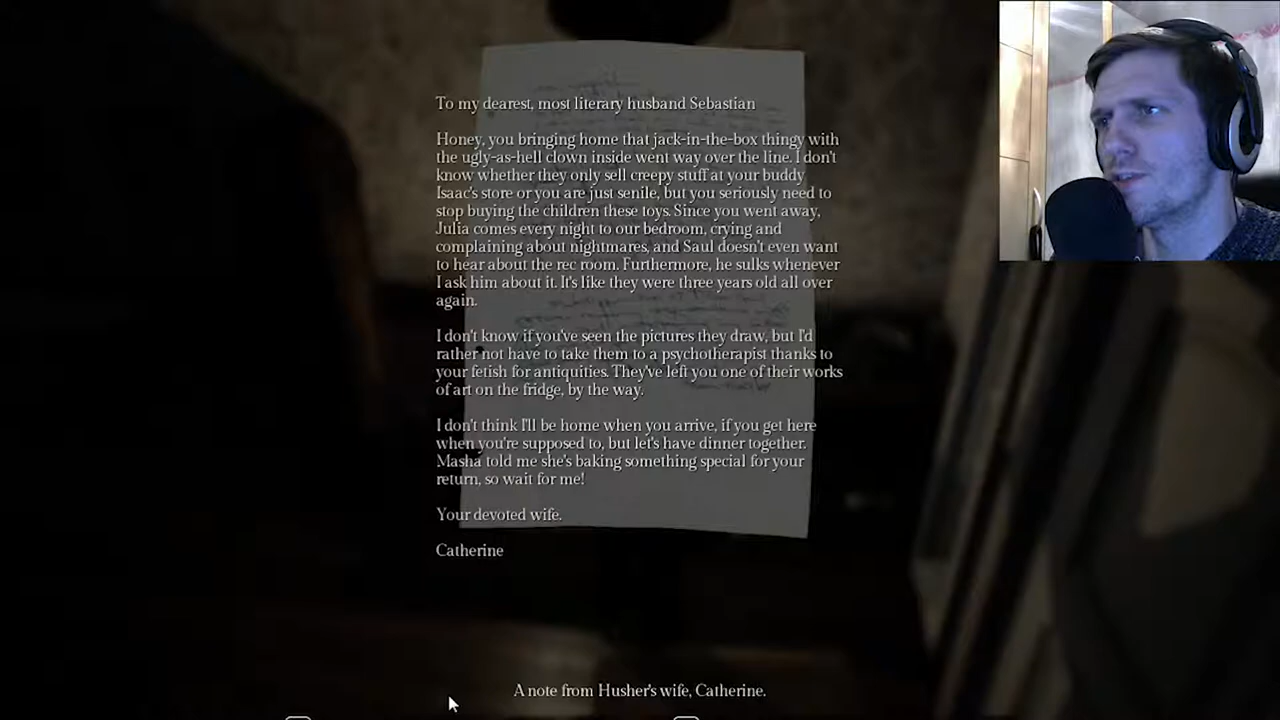 To my dearest, most literary husband Sebastian
Honey, you bringing home that jack-in-the-box thingy with
the ugly-as-hell clown inside went way over the line. I don't
know whether they only sell creepy stuff at your buddy
Isaac's store or you are just senile, but you seriously need to
stop buying the children these toys. Since you went away,
Julia comes every night to our bedroom, crying and
complaining about nightmares, and Saul doesn't even want
to hear about the rec room. Furthermore, he sulks whenever
I ask him about it. It's like they were three years old all over
again.
I don't know if you've seen the pictures they draw, but I'd
rather not have to take them to a psychotherapist thanks to
your fetish for antiquities. They've left you one of their works
of art on the fridge, by the way.
I don't think I'll be home when you arrive, if you get here
when you're supposed to, but let's have dinner together.
Masha told me she's baking something special for your
return, so wait for me!
Your devoted wife.
Catherine
A note from Husher's wife, Catherine.